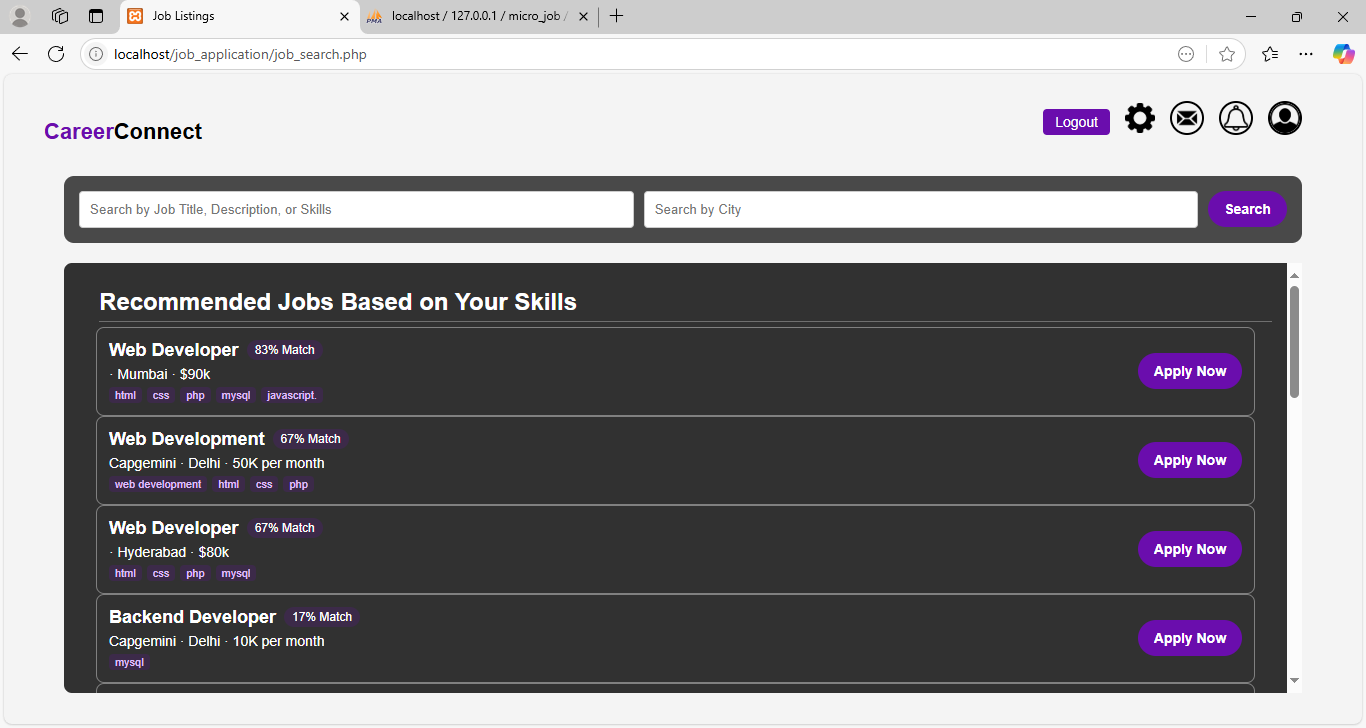 Job Listings
localhost / 127.0.0.1 / micro_job /
localhost/job_application/job_search.php
CareerConnect
Logout
Search by Job Title, Description, or Skills
Search by City
Search
Recommended Jobs Based on Your Skills
Web Developer 83% Match
· Mumbai · $90k
html css php mysql javascript.
Apply Now
Web Development 67% Match
Capgemini · Delhi · 50K per month
web development html css php
Apply Now
Web Developer 67% Match
· Hyderabad · $80k
html css php mysql
Apply Now
Backend Developer 17% Match
Capgemini · Delhi · 10K per month
mysql
Apply Now